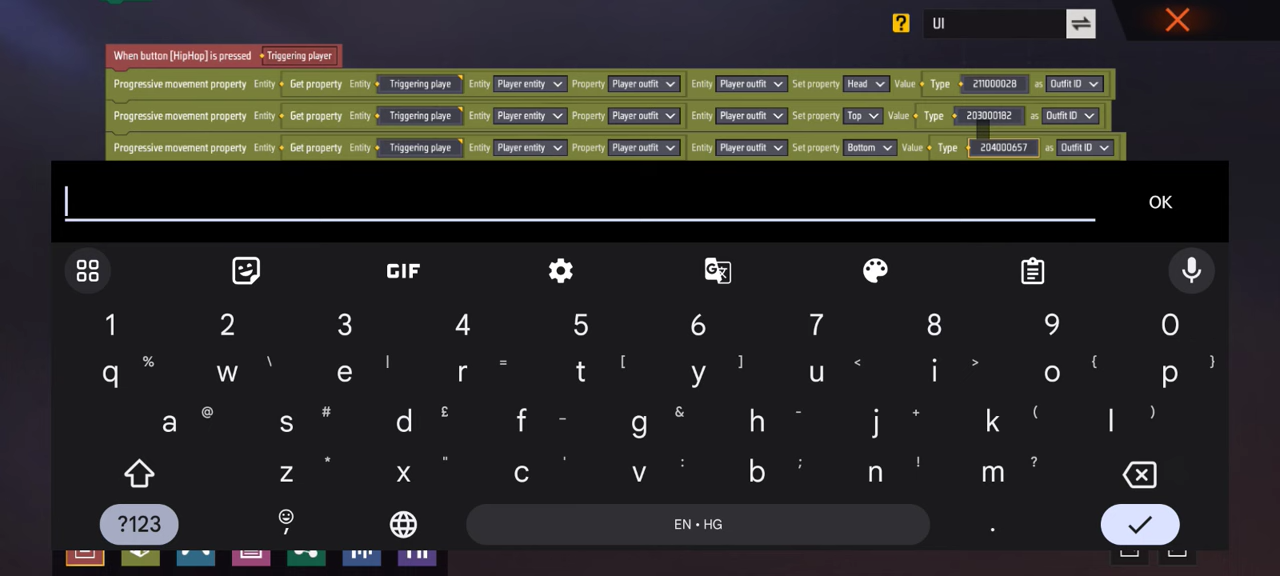 ? UI
When button [HipHop] is pressed Triggering player
Progressive movement property Entity Get property Triggering playe Entity Player entity Property Player outfit Entity Player outfit Set property Head Value Type 211000028 as Outfit ID
Progressive movement property Entity Get property Triggering playe Entity Player entity Property Player outfit Entity Player outfit Set property Top Value Type 203000182 as Outfit ID
Progressive movement property Entity Get property Triggering playe Entity Player entity Property Player outfit Entity Player outfit Set property Bottom Value Type 204000657 as Outfit ID
OK
GIF
1 2 3 4 5 6 7 8 9 0
q % w \ e | r = t [ y ] u < i > o { p }
a @ s # d £ f _ g & h - j + k ( l )
z * x " c ' v : b ; n ! m ?
?123 , EN • HG .